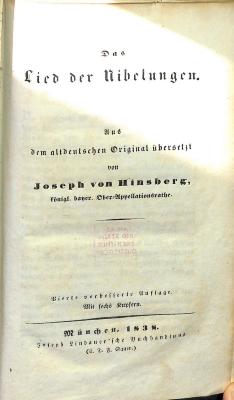 Das
Lied der Nibelungen.
Aus
dem altdeutschen Original übersetzt
von
Joseph von Hinsberg,
königl. bayer. Ober-Appellationsrathe.
Vierte verbesserte Auflage.
Mit sechs Kupfern.
München, 1838.
Joseph Lindauer'sche Buchhandlung